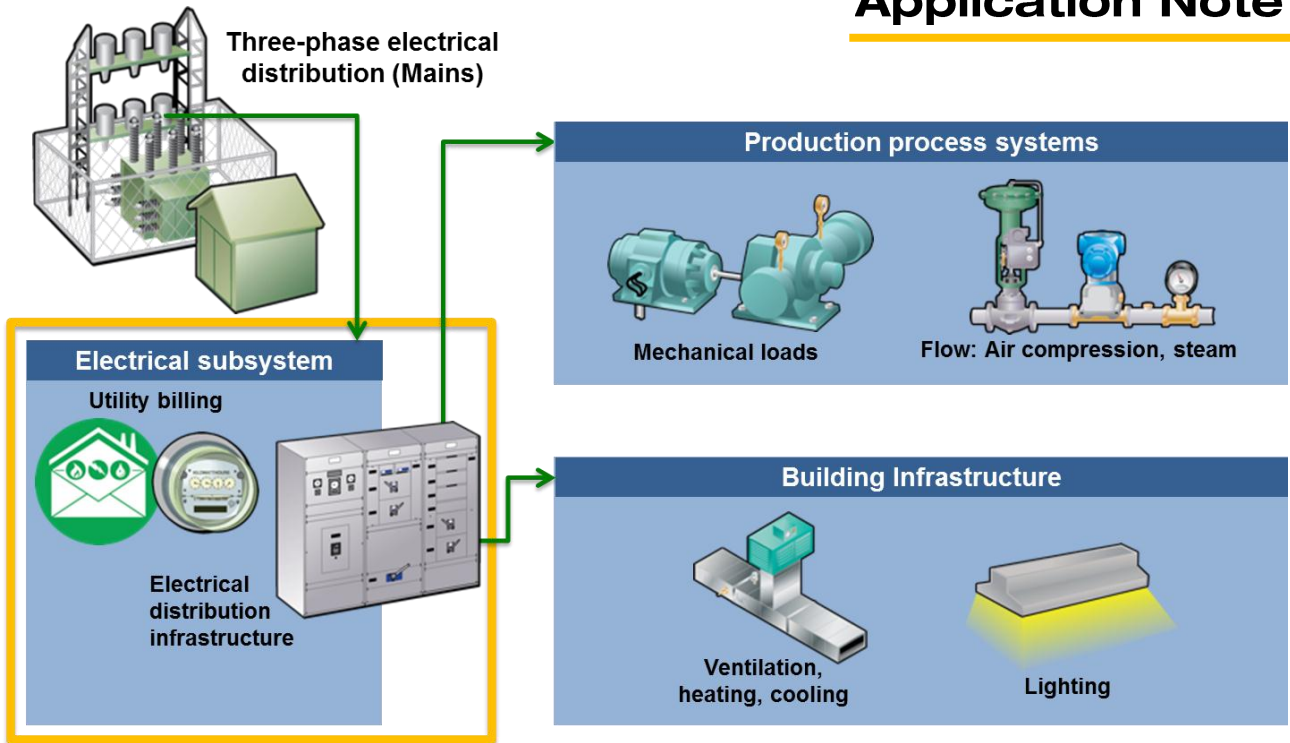 Application Note
Three-phase electrical
distribution (Mains)
Production process systems
Mechanical loads
Flow: Air compression, steam
Electrical subsystem
Utility billing
Electrical
distribution
infrastructure
Building Infrastructure
Ventilation,
heating, cooling
Lighting